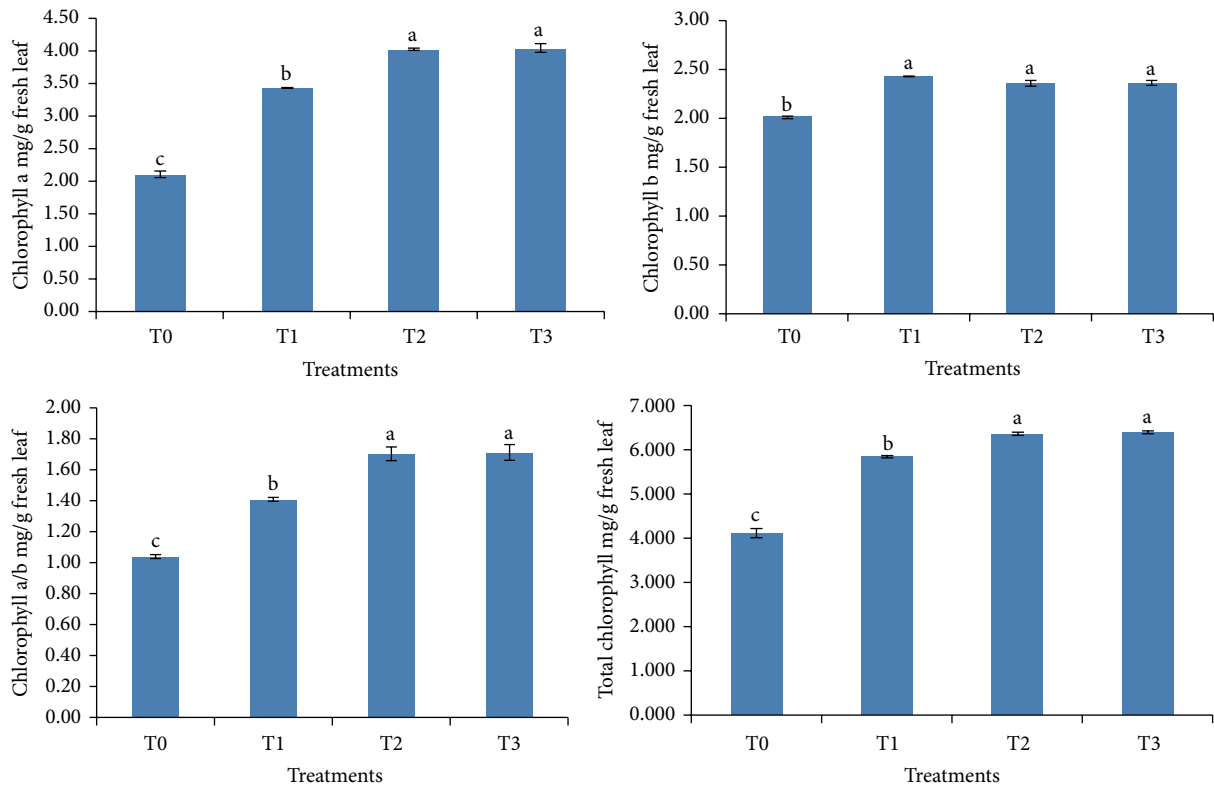 Chlorophyll a mg/g fresh leaf
4.50
4.00
3.50
3.00
2.50
2.00
1.50
1.00
0.50
0.00
c
b
a
a
T0 T1 T2 T3
Treatments
Chlorophyll b mg/g fresh leaf
3.00
2.50
2.00
1.50
1.00
0.50
0.00
b
a
a
a
T0 T1 T2 T3
Treatments
Chlorophyll a/b mg/g fresh leaf
2.00
1.80
1.60
1.40
1.20
1.00
0.80
0.60
0.40
0.20
0.00
c
b
a
a
T0 T1 T2 T3
Treatments
Total chlorophyll mg/g fresh leaf
7.000
6.000
5.000
4.000
3.000
2.000
1.000
0.000
c
b
a
a
T0 T1 T2 T3
Treatments